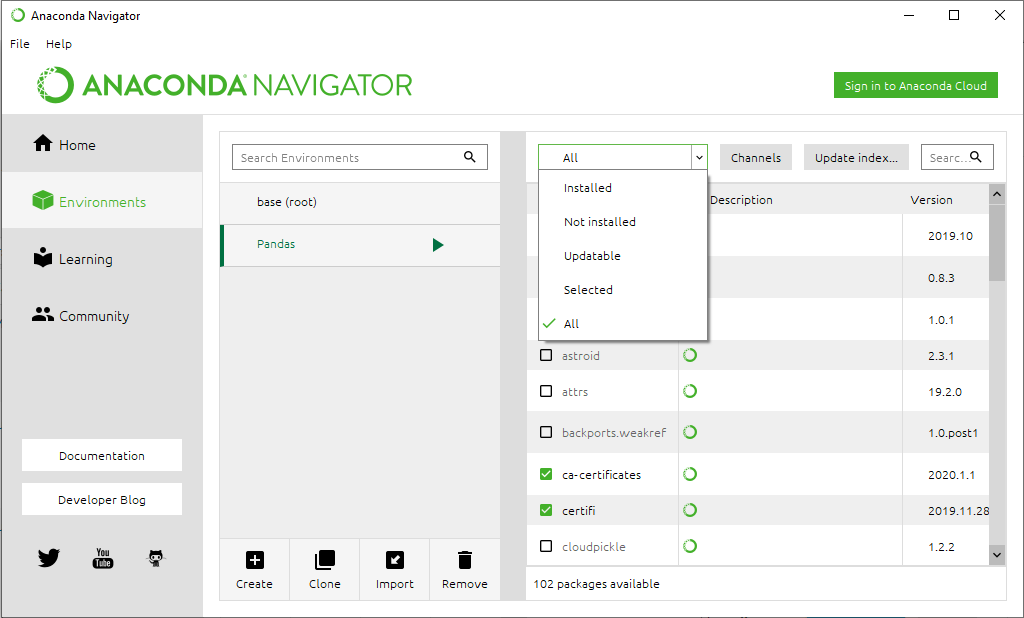 Anaconda Navigator
File Help
ANACONDA NAVIGATOR
Sign in to Anaconda Cloud
Home
Environments
Learning
Community
Documentation
Developer Blog
You
Tube
Search Environments
base (root)
Pandas
Create Clone Import Remove
All Channels Update index... Searc...
Installed
Not installed
Updatable
Selected
All
Description Version
2019.10
0.8.3
1.0.1
astroid 2.3.1
attrs 19.2.0
backports.weakref 1.0.post1
ca-certificates 2020.1.1
certifi 2019.11.28
cloudpickle 1.2.2
102 packages available